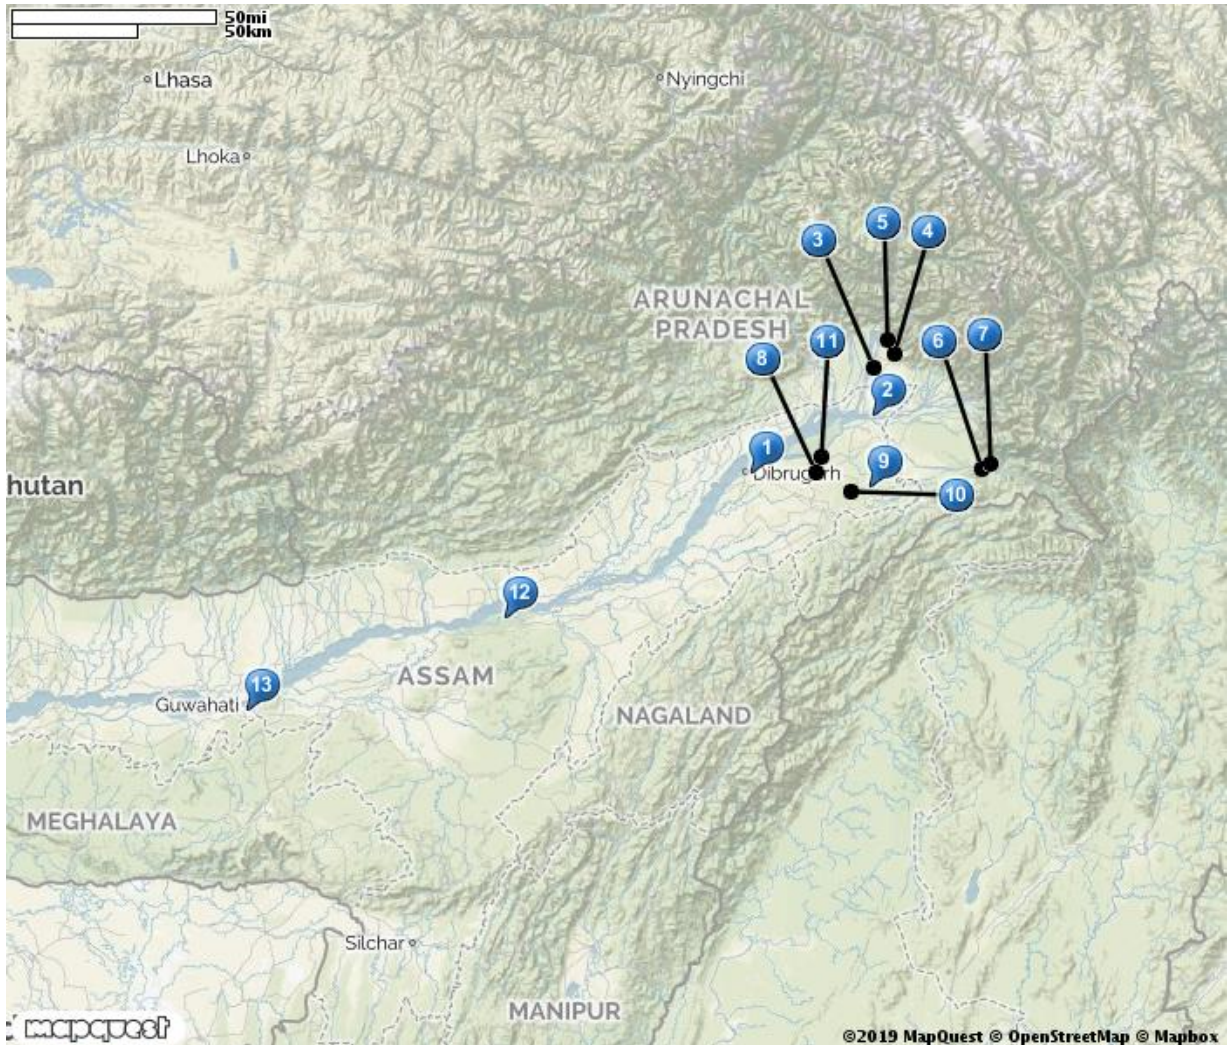 50mi
50km
Lhasa
Nyingchi
Lhoka
5
3
4
ARUNACHAL
PRADESH
11
6
7
8
2
1
9
Dibrugarh
hutan
10
12
ASSAM
13
Guwahati
NAGALAND
MEGHALAYA
Silchar
MANIPUR
mapquest
©2019 MapQuest © OpenStreetMap © Mapbox